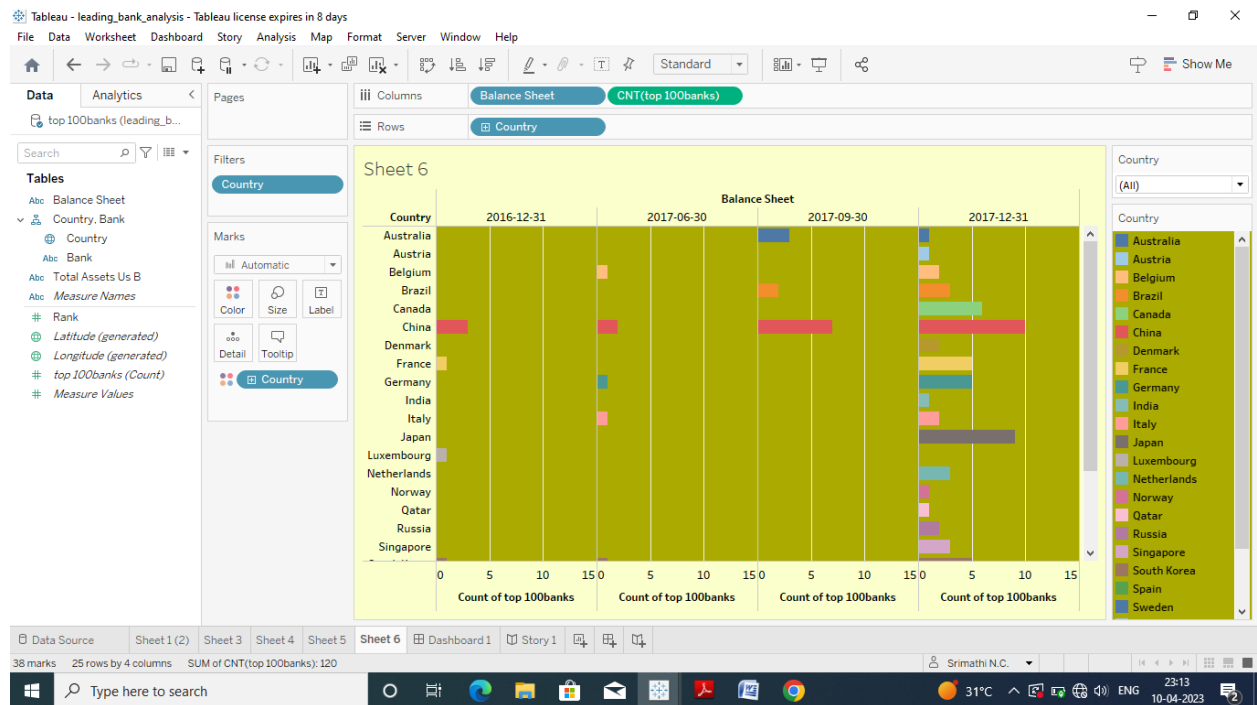 Tableau - leading_bank_analysis - Tableau license expires in 8 days
File Data Worksheet Dashboard Story Analysis Map Format Server Window Help
Standard
Show Me
Data Analytics
top 100banks (leading_b...
Search
Tables
Abc Balance Sheet
Country, Bank
Country
Abc Bank
Abc Total Assets Us B
Abc Measure Names
# Rank
Latitude (generated)
Longitude (generated)
# top 100banks (Count)
# Measure Values
Pages
Filters
Country
Marks
Automatic
Color Size Label
Detail Tooltip
Country
Columns Balance Sheet CNT(top 100banks)
Rows Country
Sheet 6
Balance Sheet
Country 2016-12-31 2017-06-30 2017-09-30 2017-12-31
Australia
Austria
Belgium
Brazil
Canada
China
Denmark
France
Germany
India
Italy
Japan
Luxembourg
Netherlands
Norway
Qatar
Russia
Singapore
0 5 10 15 0 5 10 15 0 5 10 15 0 5 10 15
Count of top 100banks Count of top 100banks Count of top 100banks Count of top 100banks
Country
(All)
Country
Australia
Austria
Belgium
Brazil
Canada
China
Denmark
France
Germany
India
Italy
Japan
Luxembourg
Netherlands
Norway
Qatar
Russia
Singapore
South Korea
Spain
Sweden
Data Source Sheet 1 (2) Sheet 3 Sheet 4 Sheet 5 Sheet 6 Dashboard 1 Story 1
38 marks 25 rows by 4 columns SUM of CNT(top 100banks): 120
Srimathi N.C.
Type here to search
31°C ENG 23:13
10-04-2023
2